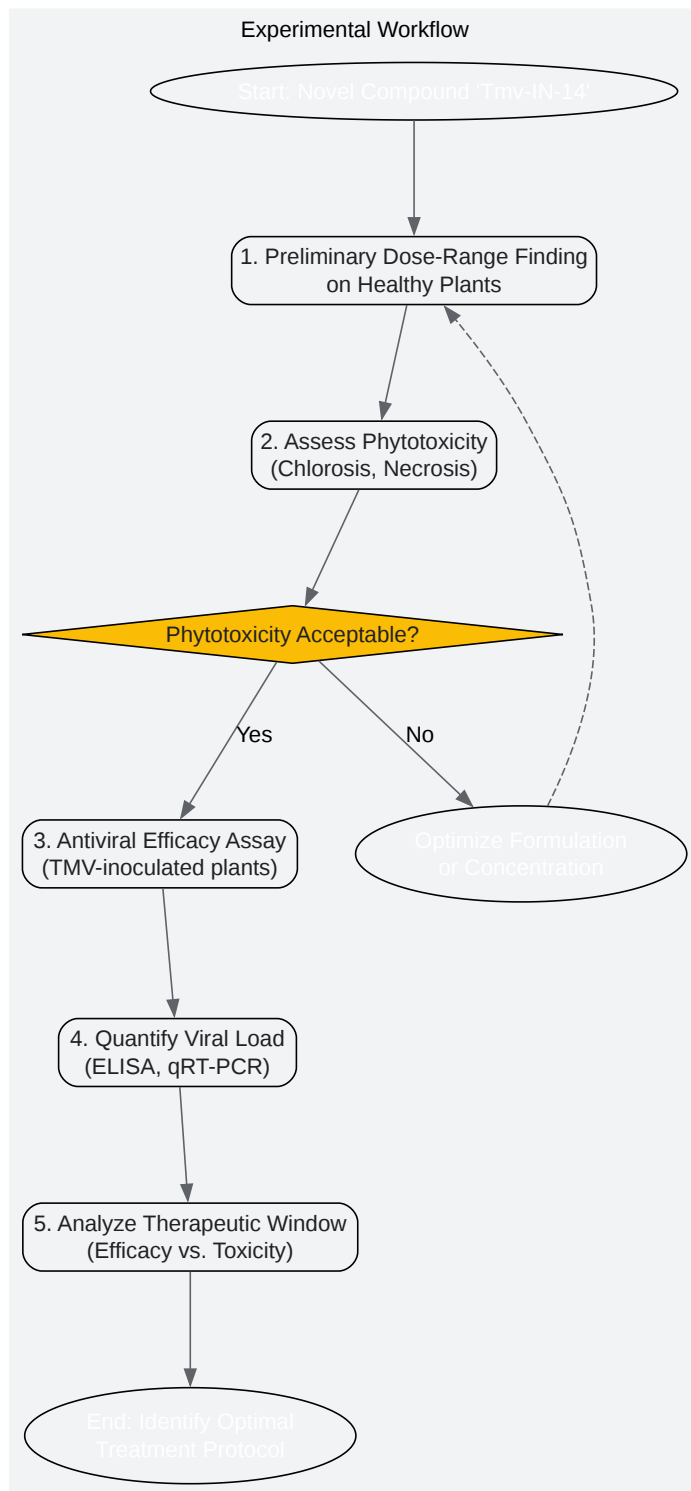 Experimental Workflow
Start: Novel Compound 'Tmv-IN-14'
1. Preliminary Dose-Range Finding
on Healthy Plants
2. Assess Phytotoxicity
(Chlorosis, Necrosis)
Phytotoxicity Acceptable?
Yes
No
3. Antiviral Efficacy Assay
(TMV-inoculated plants)
Optimize Formulation
or Concentration
4. Quantify Viral Load
(ELISA, qRT-PCR)
5. Analyze Therapeutic Window
(Efficacy vs. Toxicity)
End: Identify Optimal
Treatment Protocol